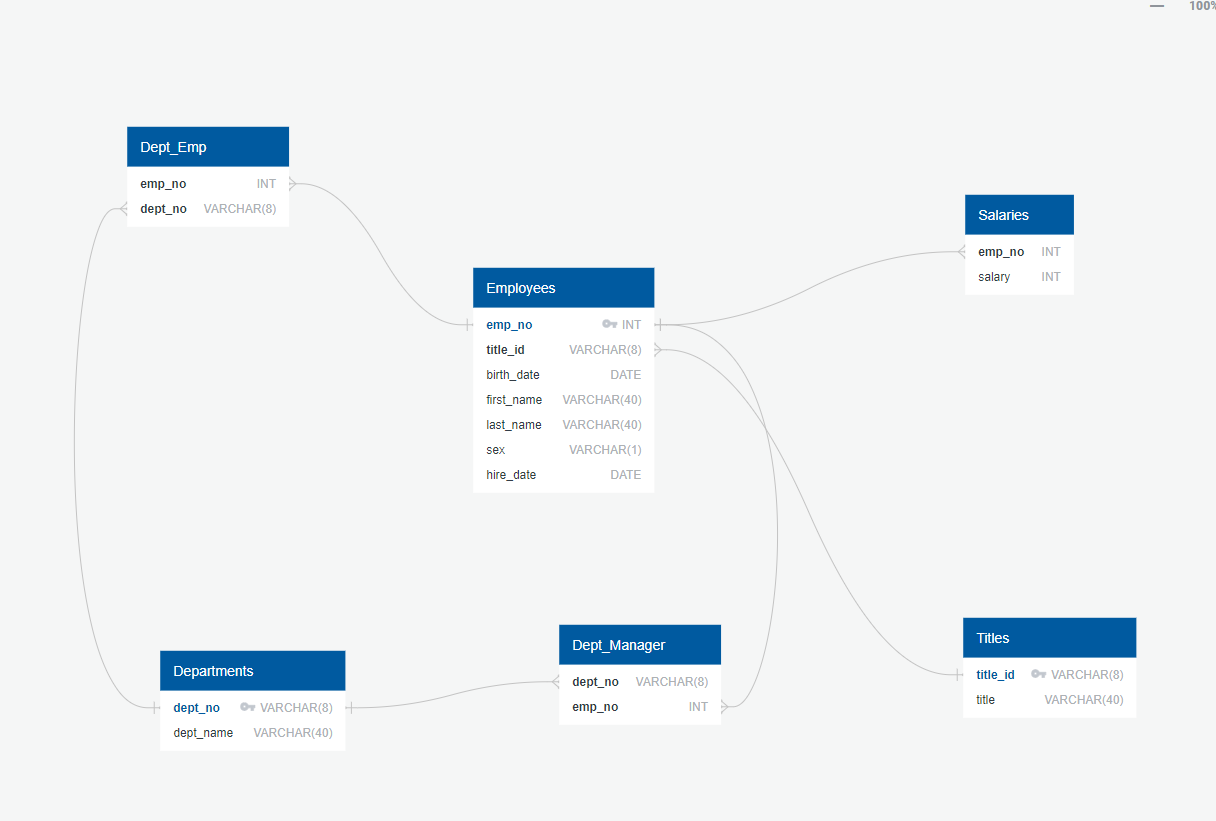 100%
Dept_Emp
emp_no INT
dept_no VARCHAR(8)
Salaries
emp_no INT
salary INT
Employees
emp_no INT
title_id VARCHAR(8)
birth_date DATE
first_name VARCHAR(40)
last_name VARCHAR(40)
sex VARCHAR(1)
hire_date DATE
Departments
dept_no VARCHAR(8)
dept_name VARCHAR(40)
Dept_Manager
dept_no VARCHAR(8)
emp_no INT
Titles
title_id VARCHAR(8)
title VARCHAR(40)